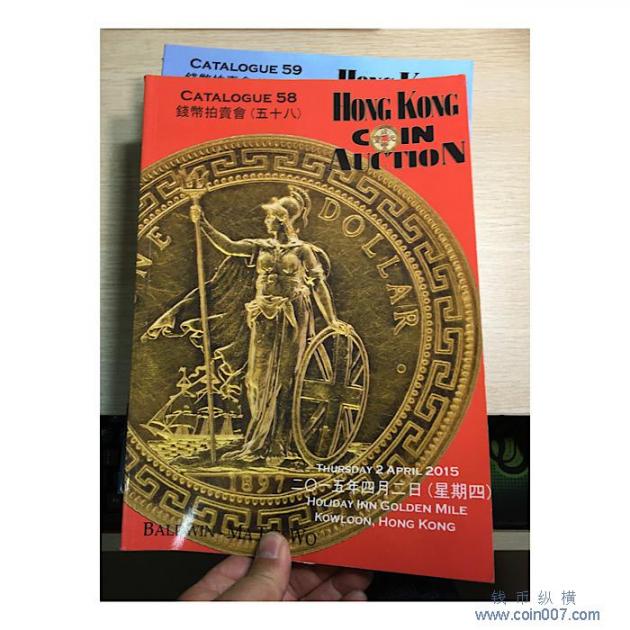 CATALOGUE 59
CATALOGUE 58
錢幣拍賣會(五十八)
HONG KONG
COIN
AUCTION
ONE DOLLAR
1897
THURSDAY 2 APRIL 2015
二〇一五年四月二日(星期四)
HOLIDAY INN GOLDEN MILE
KOWLOON, HONG KONG
BALDWIN MA
WO
钱币纵横
www.coin007.com